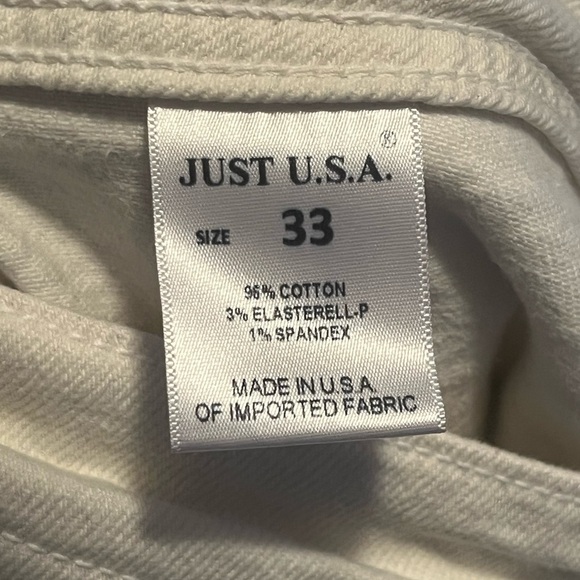 ®
JUST U.S.A.
SIZE 33
96% COTTON
3% ELASTERELL-P
1% SPANDEX
MADE IN U.S.A.
OF IMPORTED FABRIC